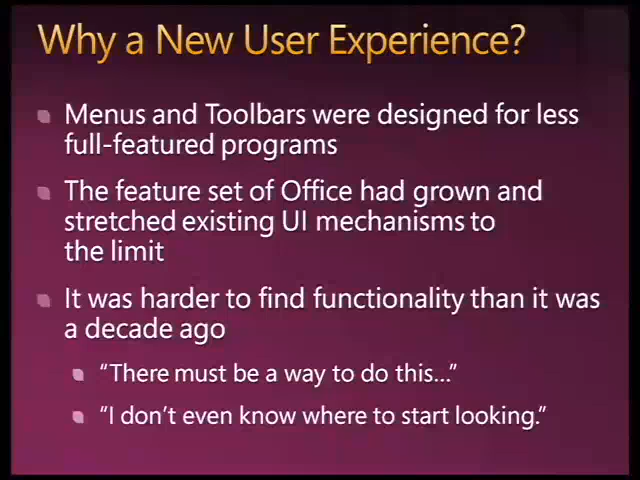 Why a New User Experience?
Menus and Toolbars were designed for less
full-featured programs
The feature set of Office had grown and
stretched existing UI mechanisms to
the limit
It was harder to find functionality than it was
a decade ago
“There must be a way to do this…”
“I don’t even know where to start looking.”